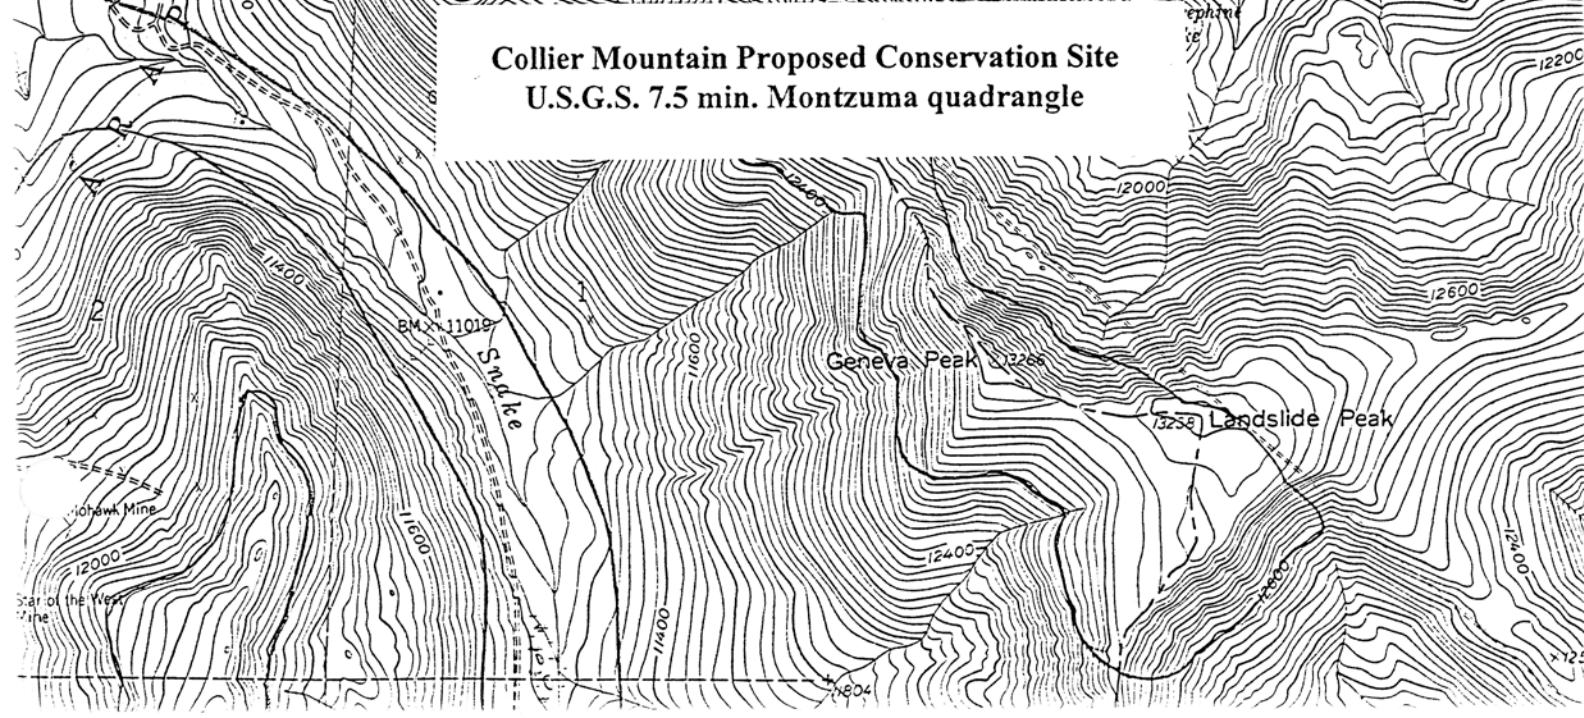 Collier Mountain Proposed Conservation Site
U.S.G.S. 7.5 min. Montzuma quadrangle
12200
12400
12000
11400
12600
2
1
BM X 11019
Snake
11600
Geneva Peak
13266
13258
Landslide Peak
Mine
11600
12000
12400
12400
Star of the West
Mine
12800
11400
11804